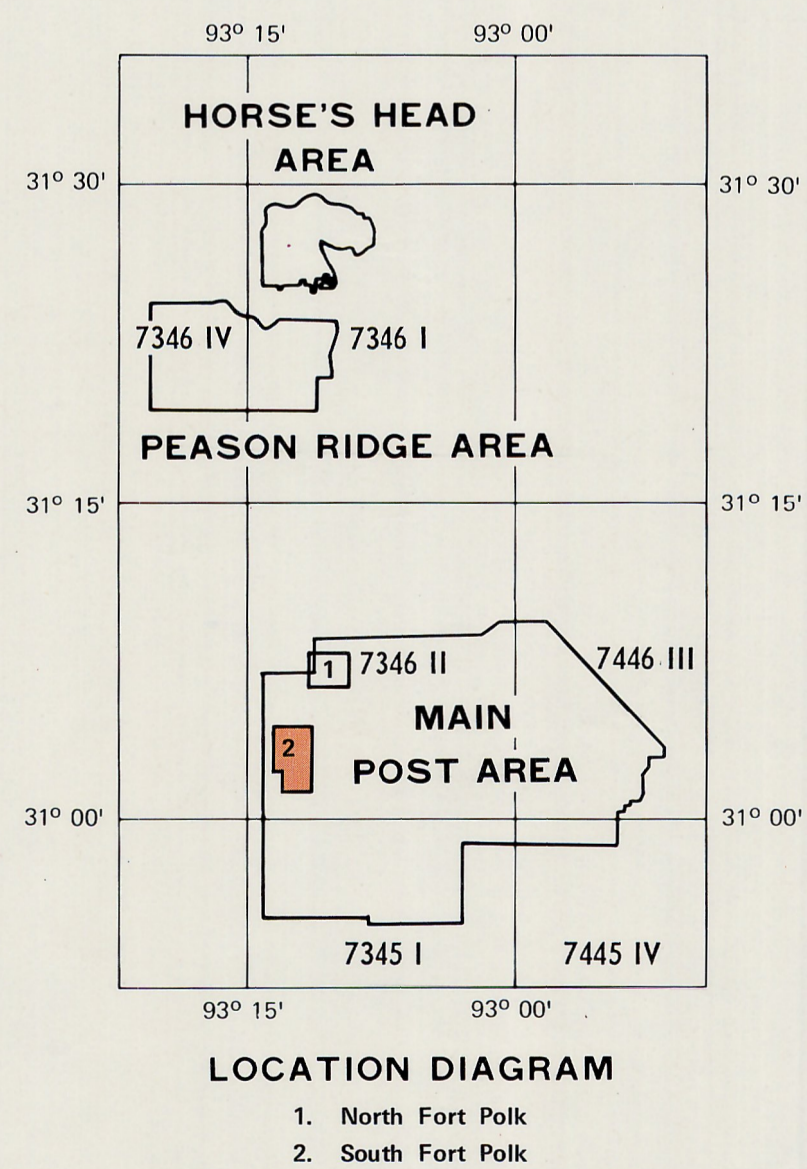 93° 15' 93° 00'
HORSE'S HEAD
AREA
31° 30' 31° 30'
7346 IV 7346 I
PEASON RIDGE AREA
31° 15' 31° 15'
1 7346 II 7446 III
MAIN
2
POST AREA
31° 00' 31° 00'
7345 I 7445 IV
93° 15' 93° 00'
LOCATION DIAGRAM
1. North Fort Polk
2. South Fort Polk